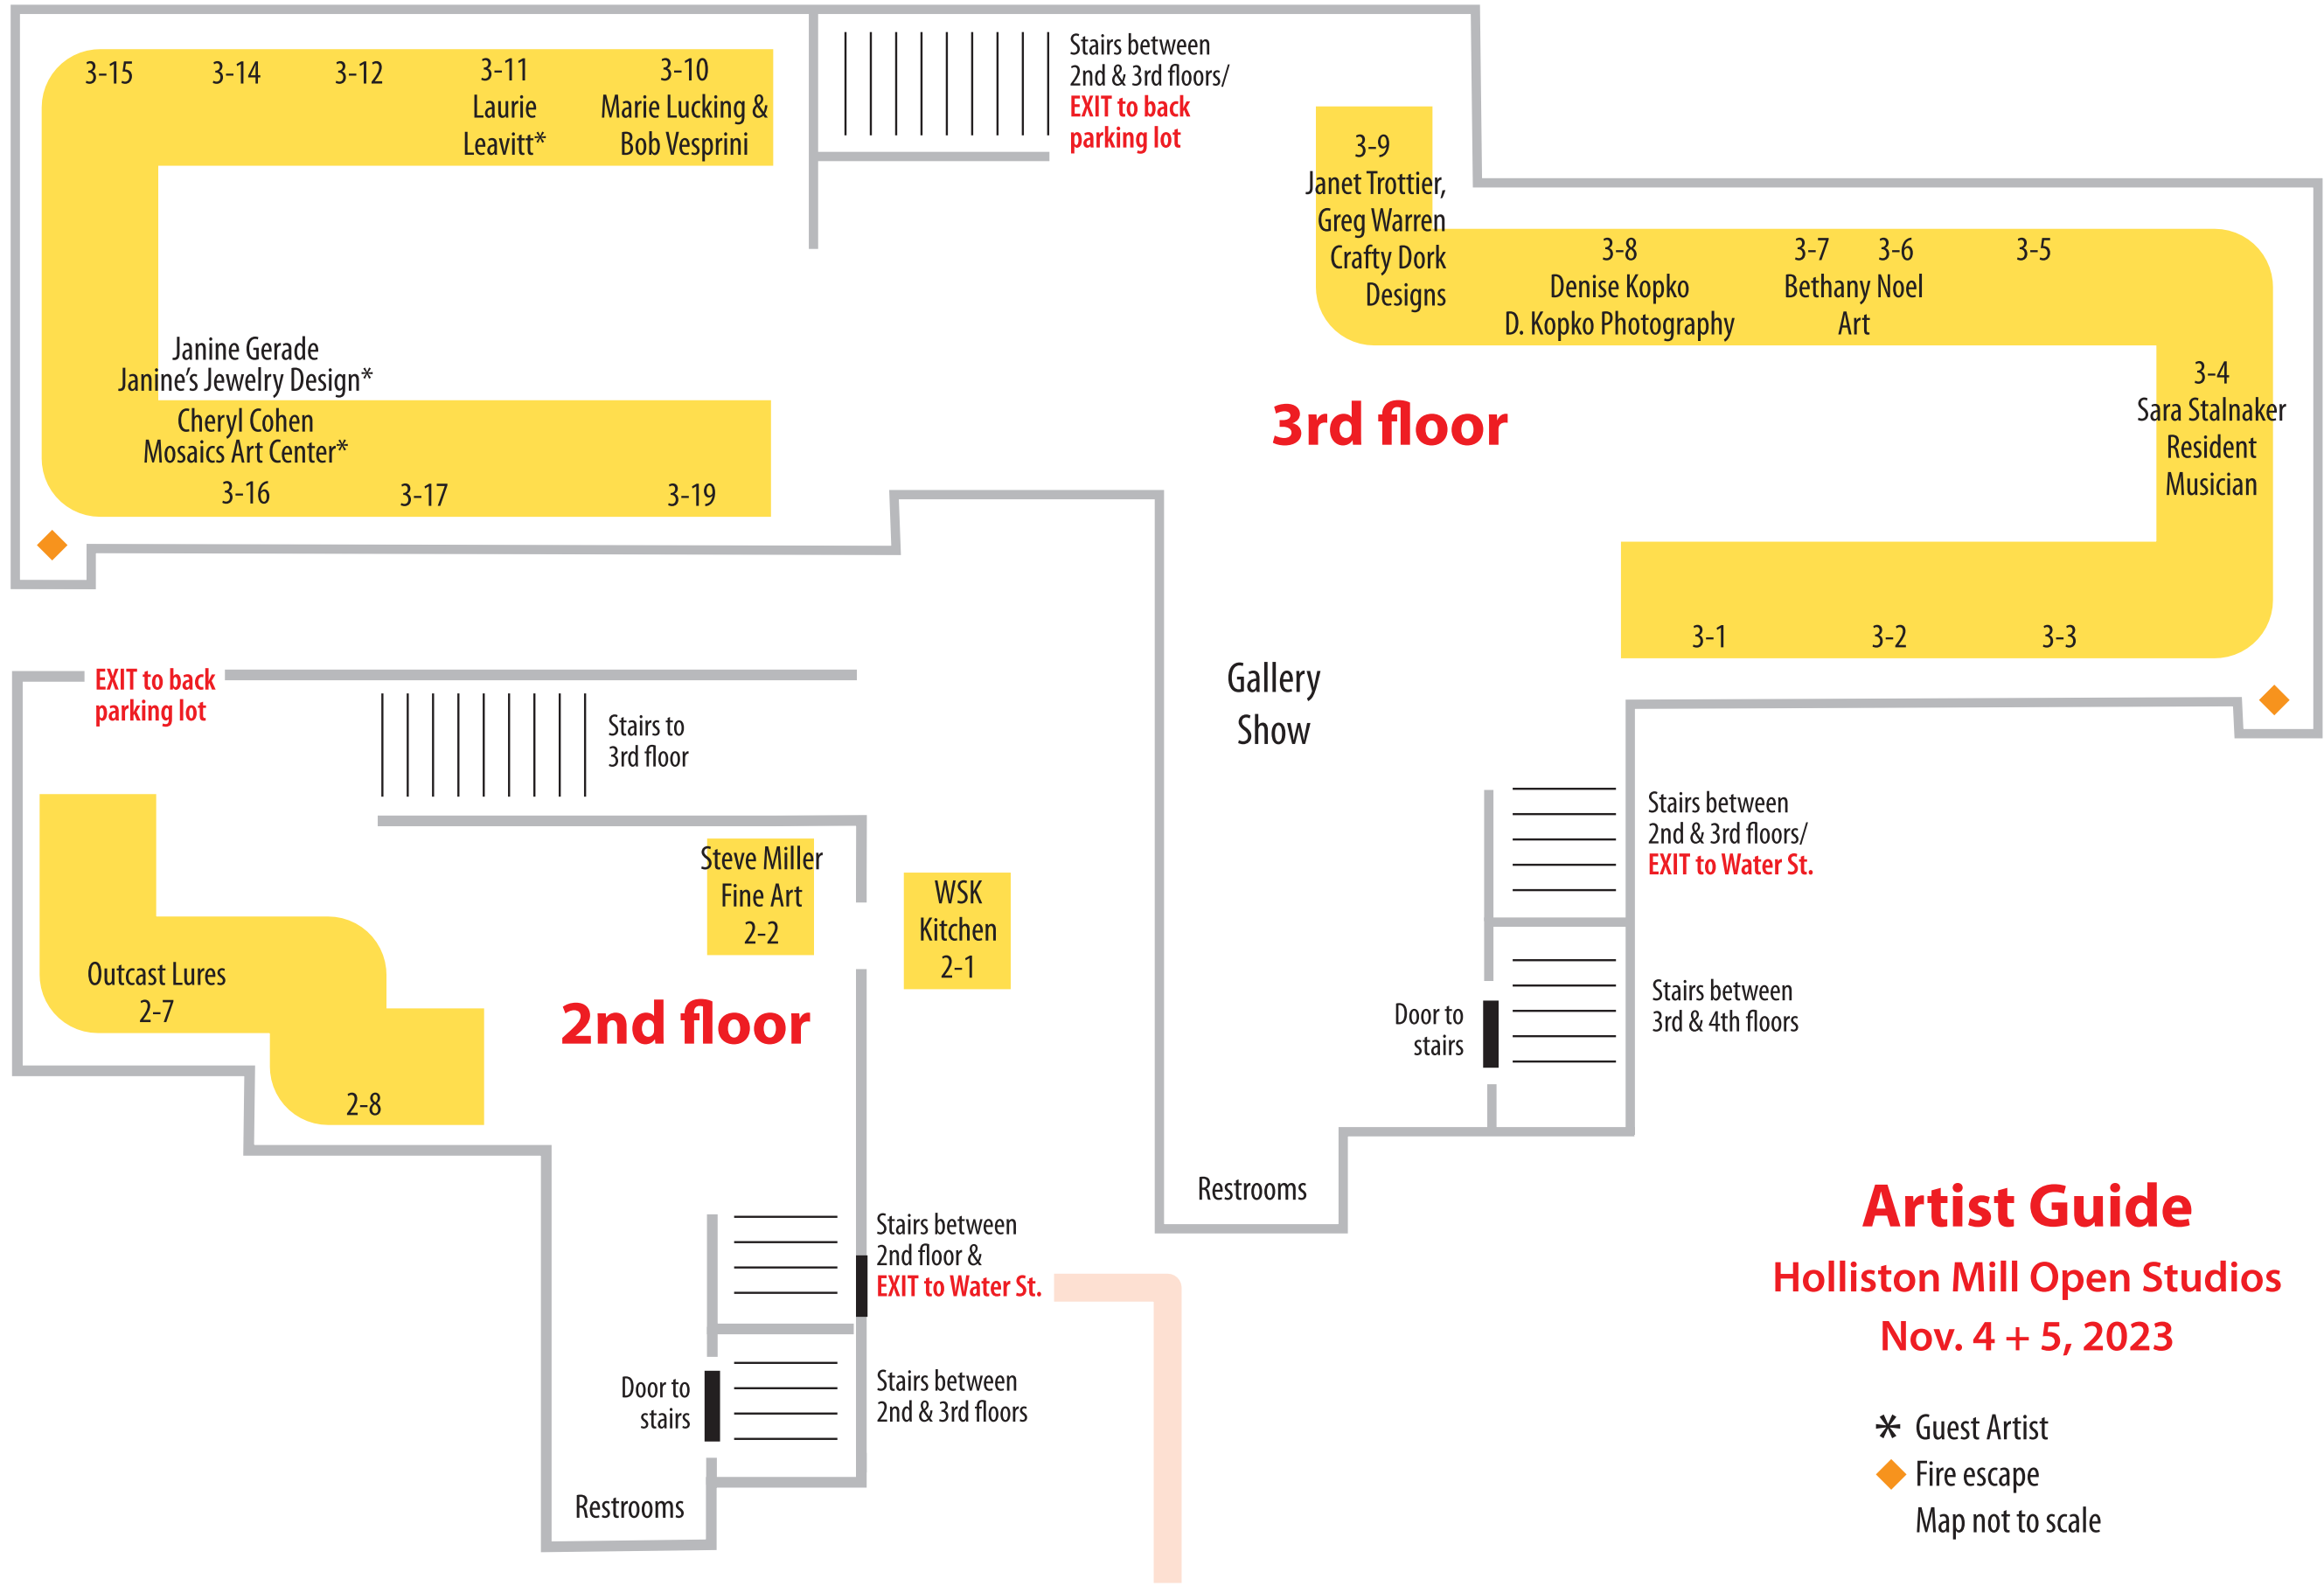 3-15
3-14
3-12
3-11
Laurie
Leavitt*
3-10
Marie Lucking &
Bob Vesprini
Stairs between
2nd & 3rd floors/
EXIT to back
parking lot
3-9
Janet Trottier,
Greg Warren
Crafty Dork
Designs
3-8
Denise Kopko
D. Kopko Photography
3-7 3-6
Bethany Noel
Art
3-5
3-4
Sara Stalnaker
Resident
Musician
Janine Gerade
Janine’s Jewelry Design*
Cheryl Cohen
Mosaics Art Center*
3-16
3-17
3-19
3rd floor
3-1
3-2
3-3
Gallery
Show
Stairs between
2nd & 3rd floors/
EXIT to Water St.
Door to
stairs
Stairs between
3rd & 4th floors
Restrooms
EXIT to back
parking lot
Stairs to
3rd floor
Steve Miller
Fine Art
2-2
WSK
Kitchen
2-1
Outcast Lures
2-7
2-8
2nd floor
Stairs between
2nd floor &
EXIT to Water St.
Door to
stairs
Stairs between
2nd & 3rd floors
Restrooms
Artist Guide
Holliston Mill Open Studios
Nov. 4 + 5, 2023
* Guest Artist
Fire escape
Map not to scale